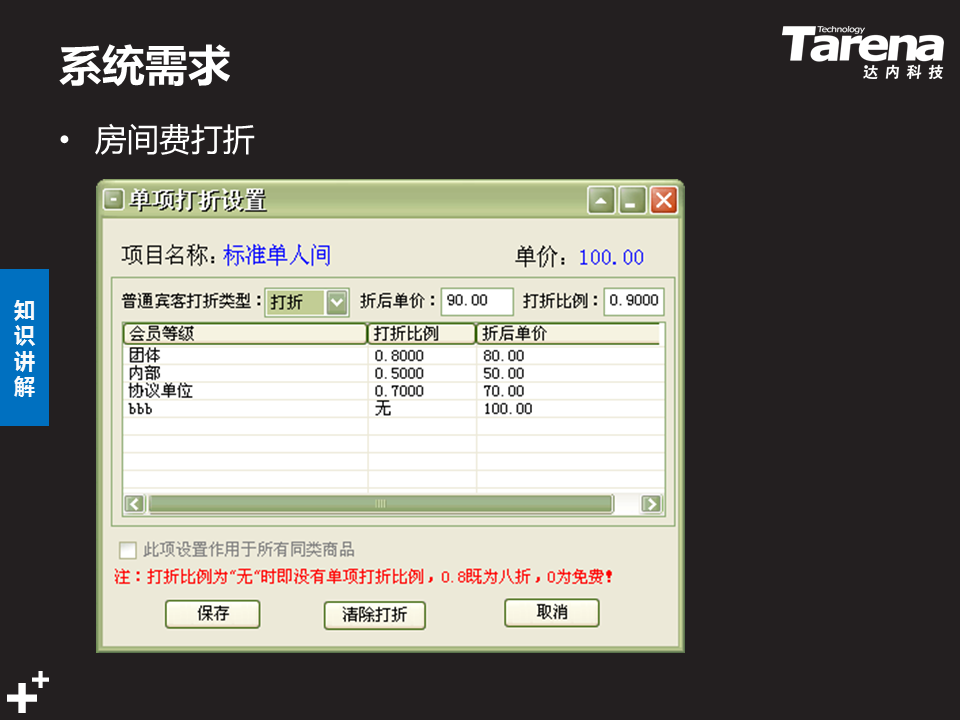 系统需求
Technology
Tarena
达内科技
• 房间费打折
知识讲解
单项打折设置
项目名称：标准单人间 单价：100.00
普通宾客打折类型：打折 折后单价：90.00 打折比例：0.9000
会员等级 打折比例 折后单价
团体 0.8000 80.00
内部 0.5000 50.00
协议单位 0.7000 70.00
bbb 无 100.00
此项设置作用于所有同类商品
注：打折比例为“无“时即没有单项打折比例，0.8既为八折，0为免费！
保存 清除打折 取消